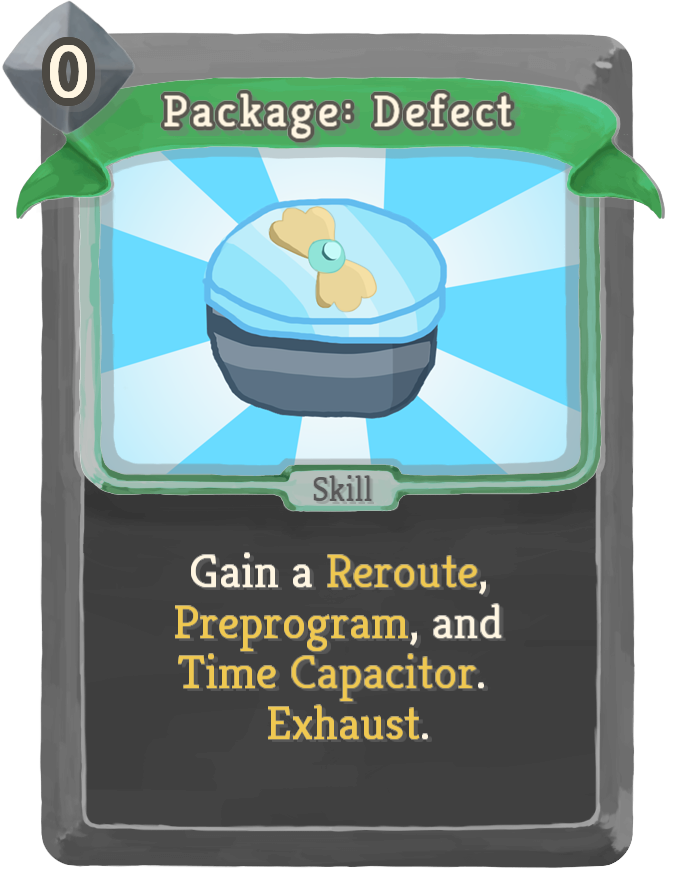 0
Package: Defect
Skill
Gain a Reroute,
Preprogram, and
Time Capacitor.
Exhaust.